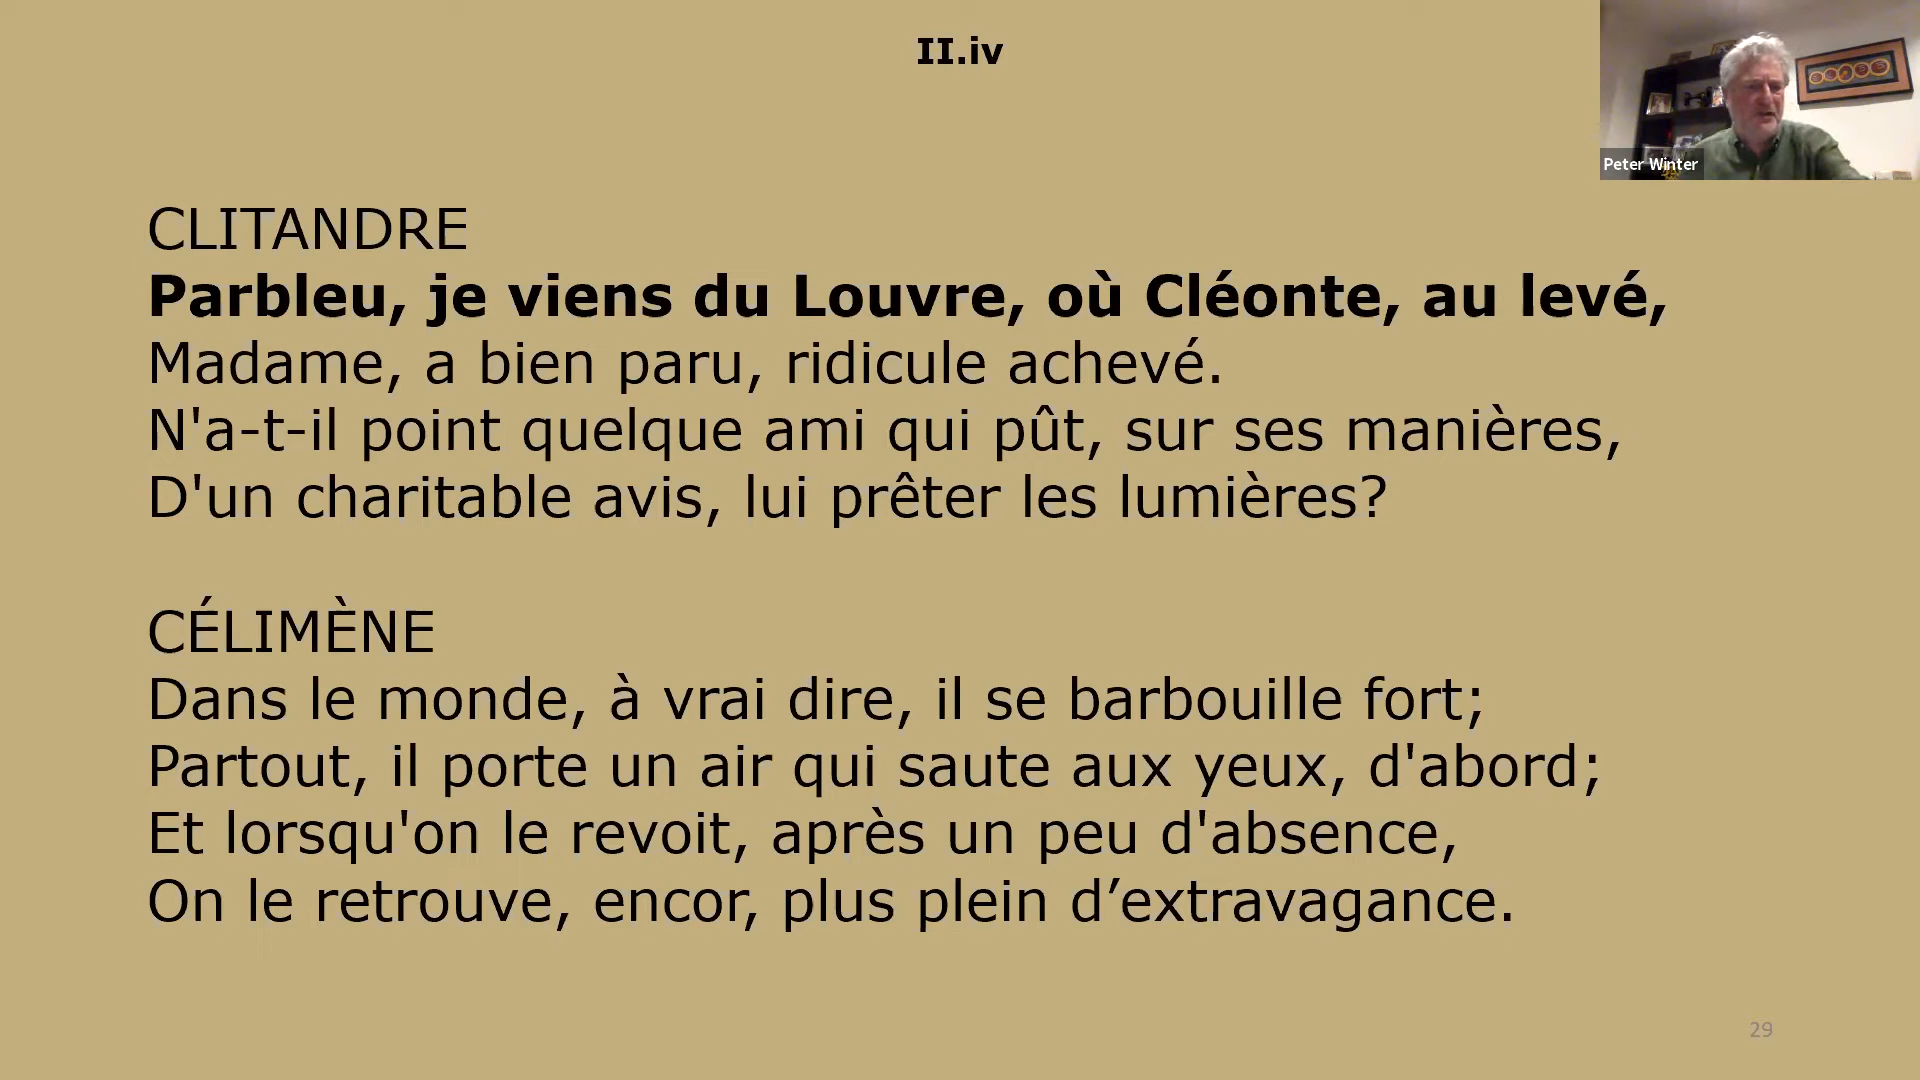 II.iv
Peter Winter
CLITANDRE
Parbleu, je viens du Louvre, où Cléonte, au levé,
Madame, a bien paru, ridicule achevé.
N'a-t-il point quelque ami qui pût, sur ses manières,
D'un charitable avis, lui prêter les lumières?
CÉLIMÈNE
Dans le monde, à vrai dire, il se barbouille fort;
Partout, il porte un air qui saute aux yeux, d'abord;
Et lorsqu'on le revoit, après un peu d'absence,
On le retrouve, encor, plus plein d’extravagance.
29